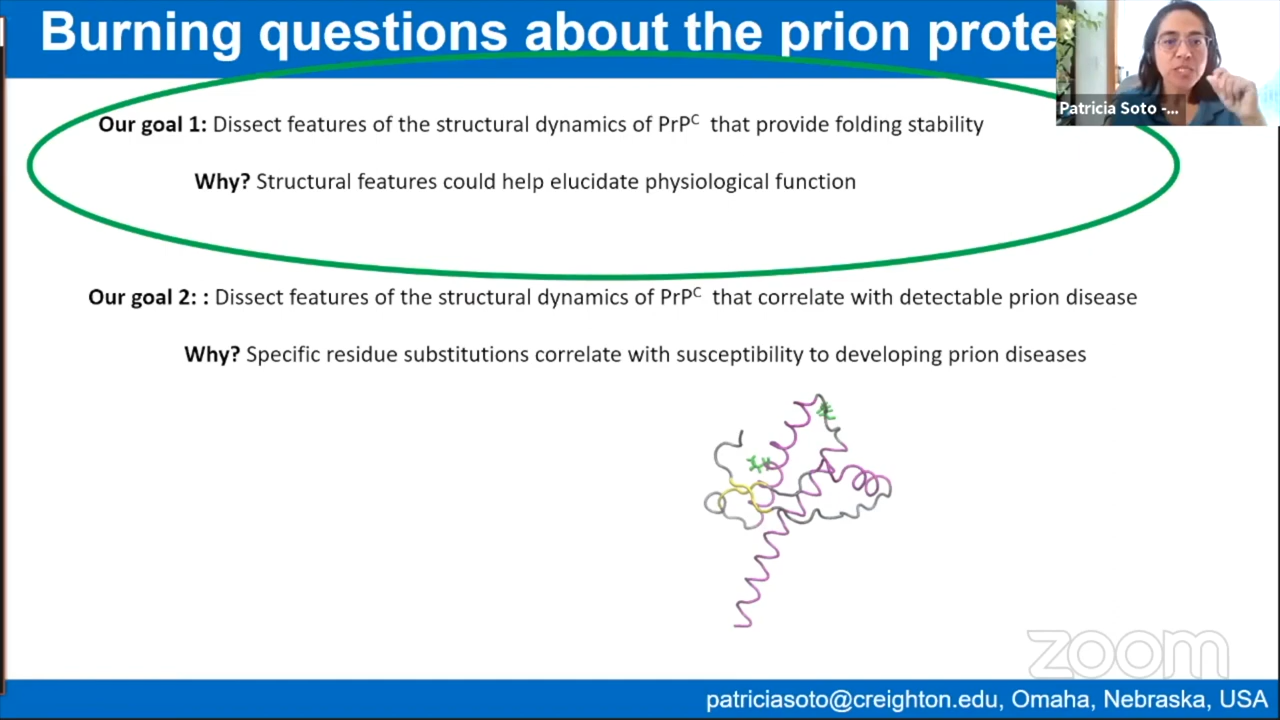 Burning questions about the prion prote
Patricia Soto -...
Our goal 1: Dissect features of the structural dynamics of PrPᶜ that provide folding stability
Why? Structural features could help elucidate physiological function
Our goal 2: : Dissect features of the structural dynamics of PrPᶜ that correlate with detectable prion disease
Why? Specific residue substitutions correlate with susceptibility to developing prion diseases
zoom
patriciasoto@creighton.edu, Omaha, Nebraska, USA